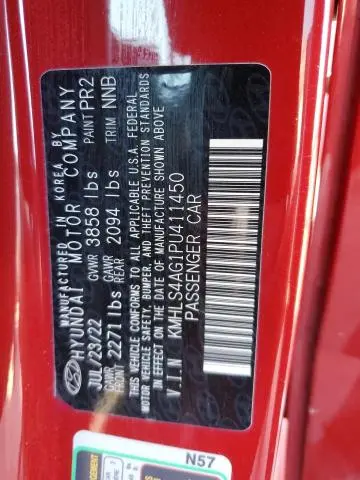 MANUFACTURED IN KOREA BY
HYUNDAI MOTOR COMPANY
JUL/23/22 GVWR 3858 lbs PAINT PR2
GAWR FRONT 2271 lbs GAWR REAR 2094 lbs TRIM NNB
THIS VEHICLE CONFORMS TO ALL APPLICABLE U.S.A. FEDERAL
MOTOR VEHICLE SAFETY, BUMPER, AND THEFT PREVENTION STANDARDS
IN EFFECT ON THE DATE OF MANUFACTURE SHOWN ABOVE
V.I.N KMHLS4AG1PU411450
PASSENGER CAR
N57